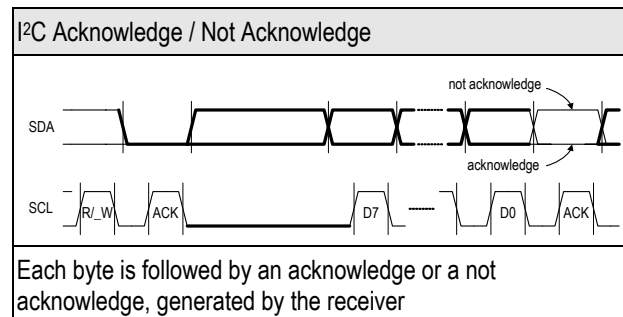 I²C Acknowledge / Not Acknowledge
not acknowledge
SDA
acknowledge
SCL R/_W ACK D7 D0 ACK
Each byte is followed by an acknowledge or a not
acknowledge, generated by the receiver